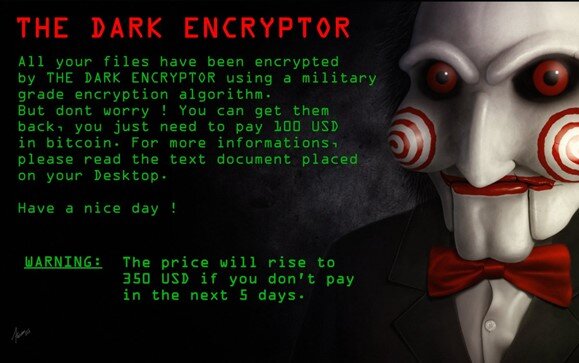 THE DARK ENCRYPTOR
All your files have been encrypted
by THE DARK ENCRYPTOR using a military
grade encryption algorithm.
But dont worry ! You can get them
back, you just need to pay 100 USD
in bitcoin. For more informations,
please read the text document placed
on your Desktop.
Have a nice day !
WARNING: The price will rise to
350 USD if you don't pay
in the next 5 days.